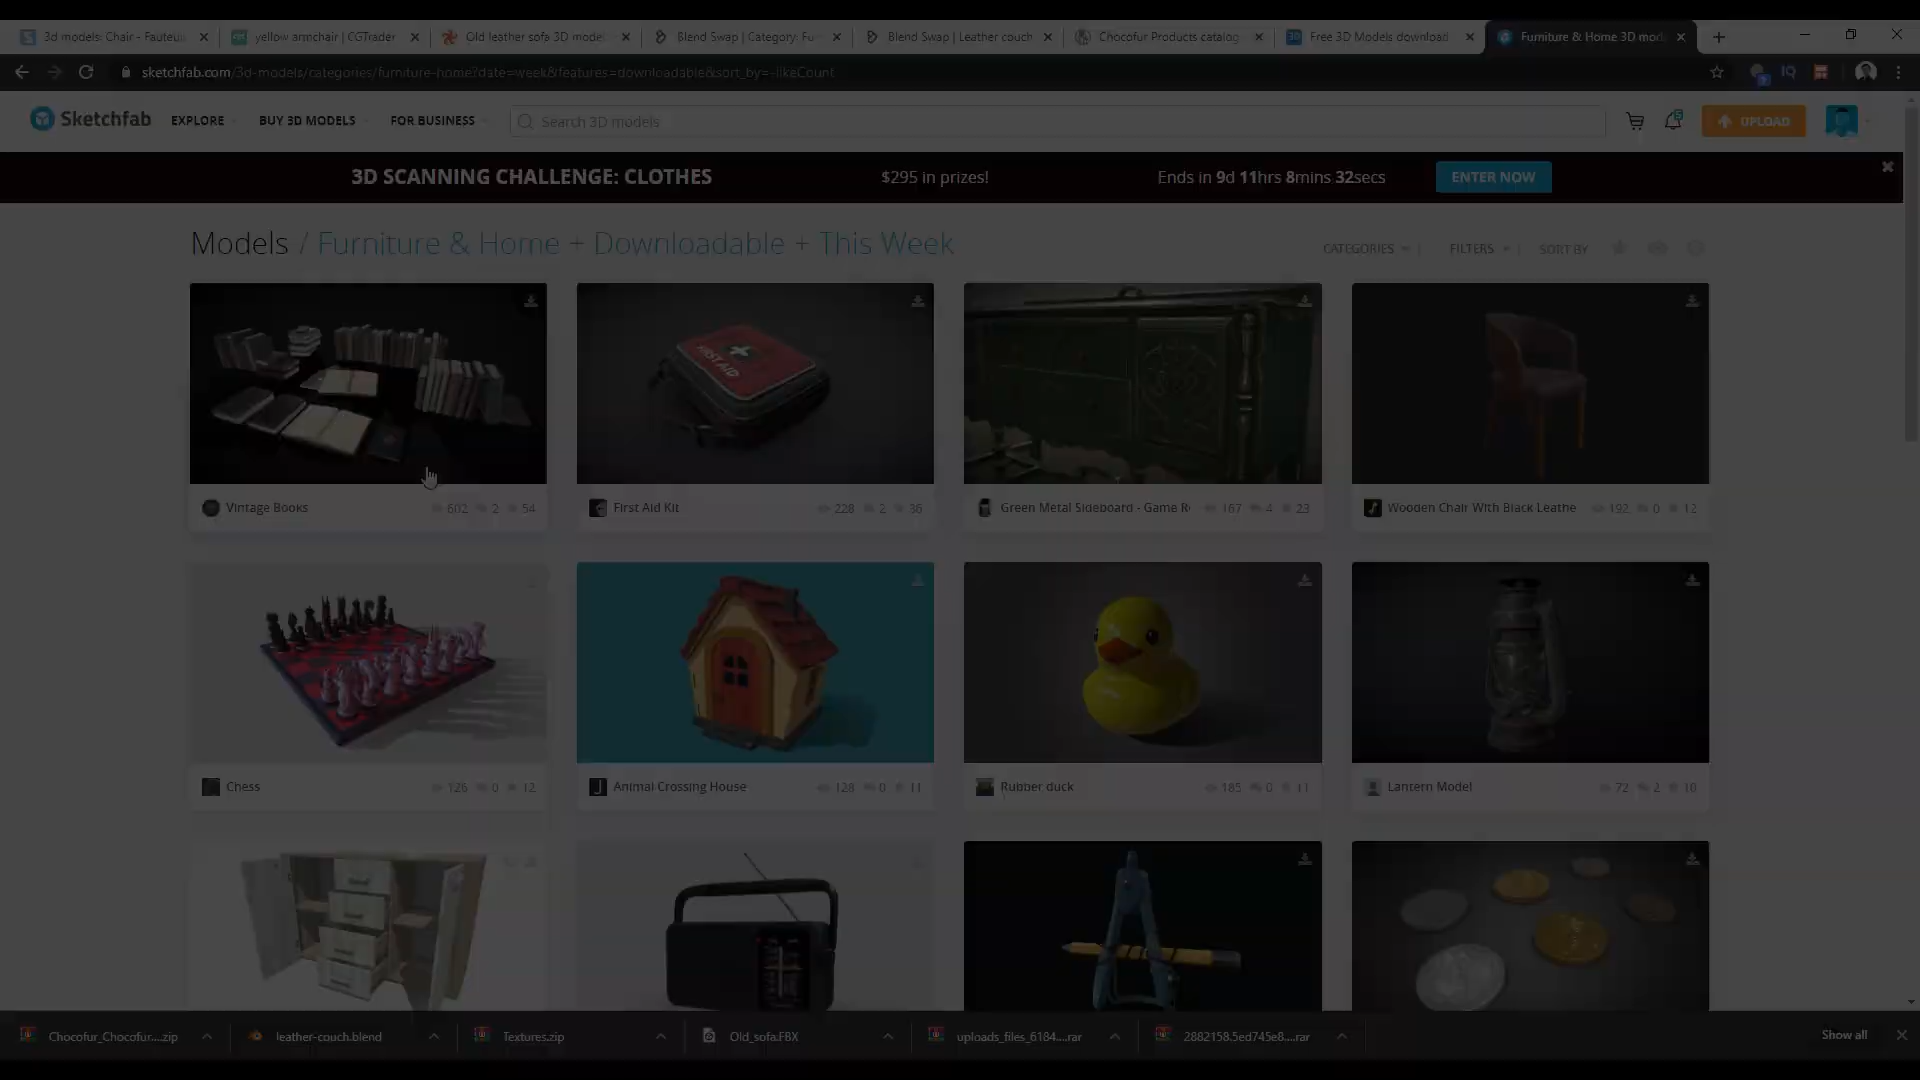 3d models: Chair - Fauteui
yellow armchair | CGTrader
Old leather sofa 3D mode
Blend Swap | Category: Fu
Blend Swap | Leather couch
Chocofur Products catalog
Free 3D Models download
Furniture & Home 3D mod
sketchfab.com/3d-models/categories/furniture-home?date=week&features=downloadable&sort_by=-likeCount
Sketchfab
EXPLORE
BUY 3D MODELS
FOR BUSINESS
Search 3D models
UPLOAD
3D SCANNING CHALLENGE: CLOTHES
$295 in prizes!
Ends in 9d 11hrs 8mins 32secs
ENTER NOW
Models / Furniture & Home + Downloadable + This Week
CATEGORIES
FILTERS
SORT BY
FIRST AID
Vintage Books 602 2 54
First Aid Kit 228 2 36
Green Metal Sideboard - Game R 167 4 23
Wooden Chair With Black Leathe 192 0 12
Chess 126 0 12
Animal Crossing House 128 0 11
Rubber duck 185 0 11
Lantern Model 72 2 10
Chocofur_Chocofur....zip
leather-couch.blend
Textures.zip
Old_sofa.FBX
uploads_files_6184....rar
2882158.5ed745e8....rar
Show all